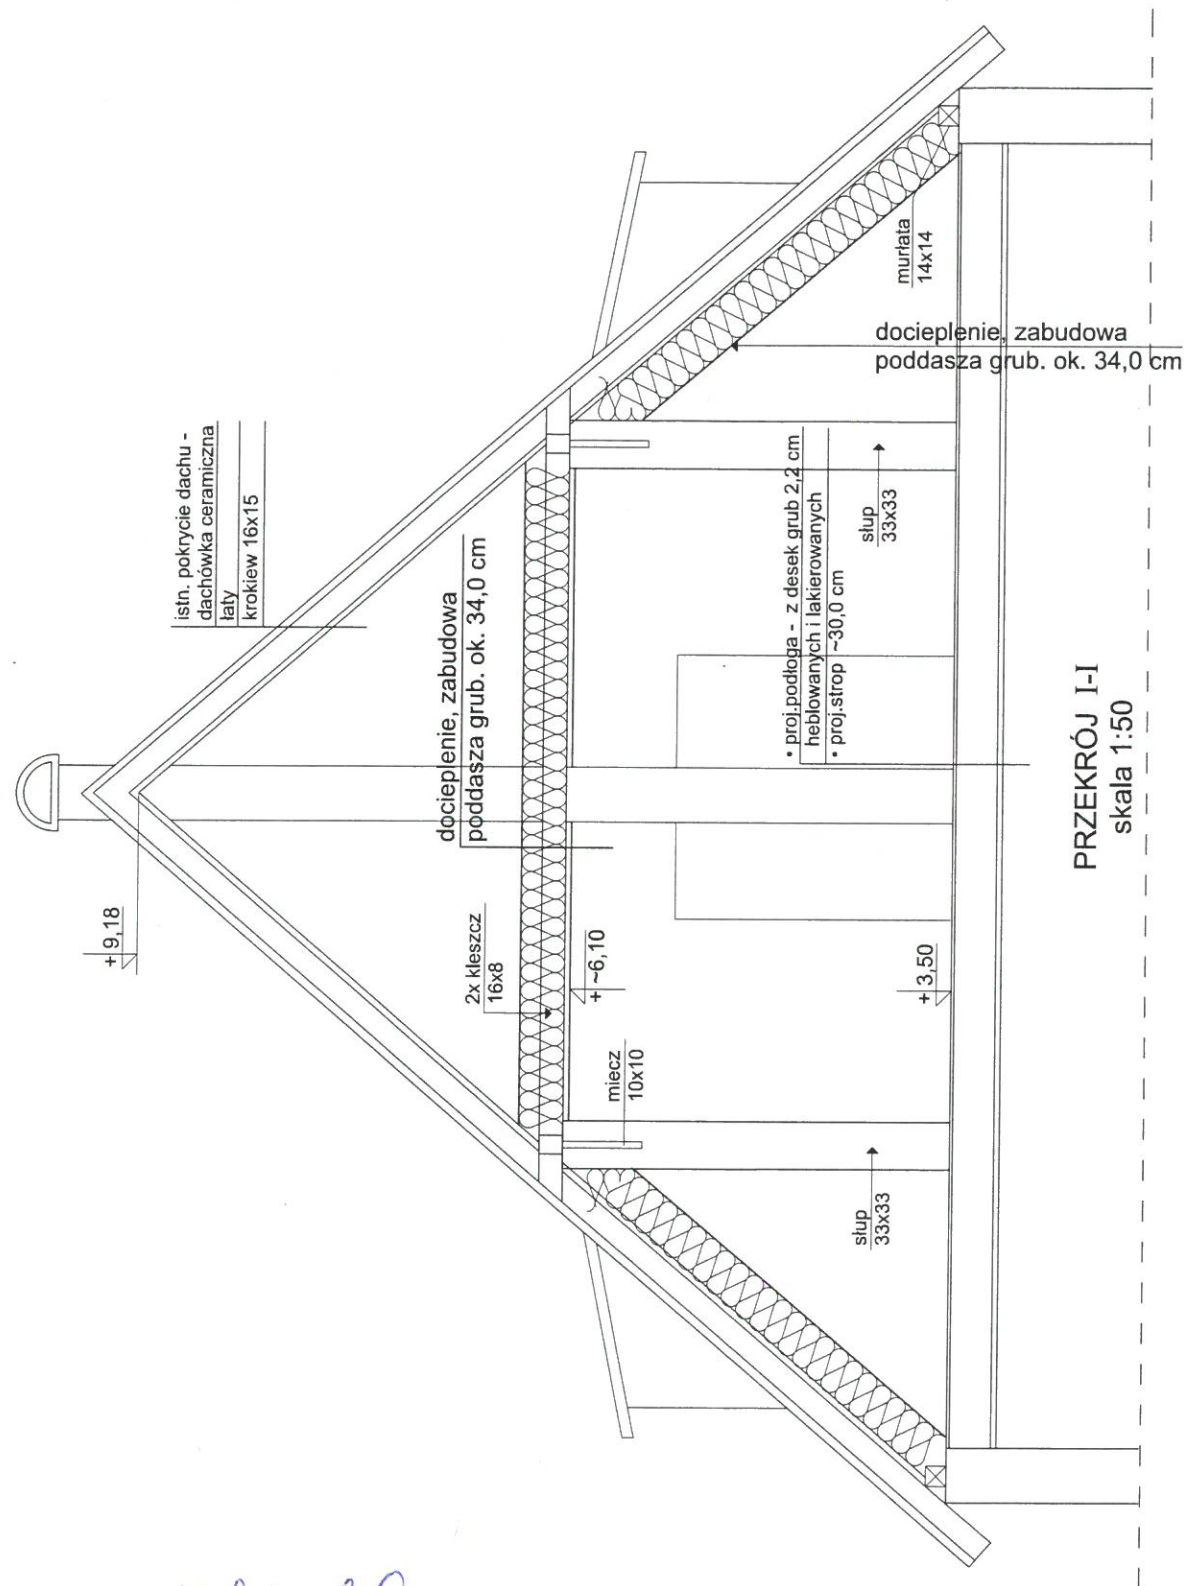 istn. pokrycie dachu -
dachówka ceramiczna
łaty
krokiew 16x15
+ 9,18
docieplenie, zabudowa
poddasza grub. ok. 34,0 cm
2x kleszcz
16x8
+ ~6,10
miecz
10x10
murłata
14x14
docieplenie, zabudowa
poddasza grub. ok. 34,0 cm
• proj.podłoga - z desek grub 2,2 cm
heblowanych i lakierowanych
• proj.strop ~30,0 cm
słup
33x33
słup
33x33
+ 3,50
PRZEKRÓJ I-I
skala 1:50